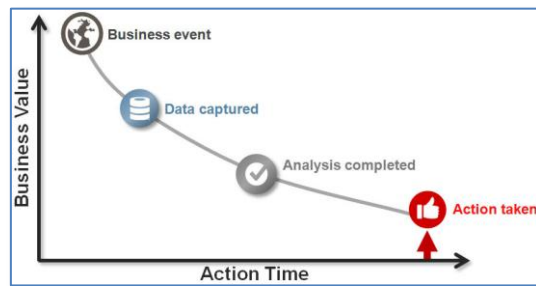 Business event
Data captured
Analysis completed
Action taken
Business Value
Action Time